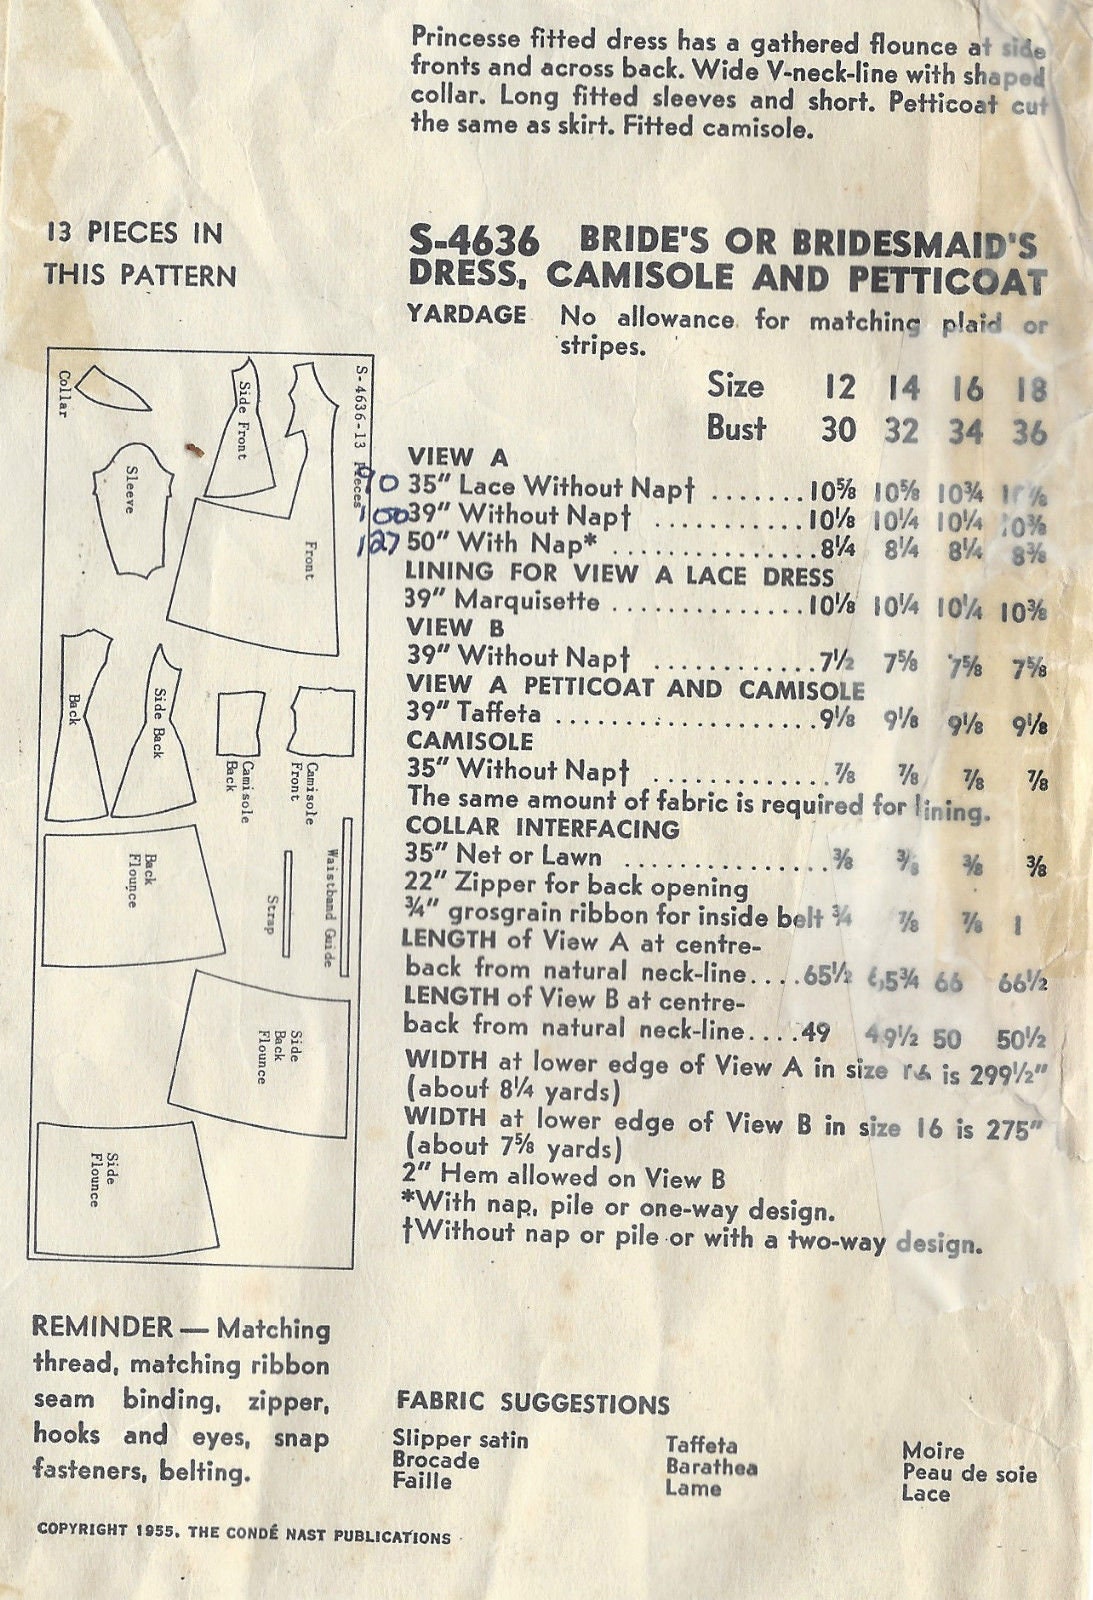 Princesse fitted dress has a gathered flounce at side
fronts and across back. Wide V-neck-line with shaped
collar. Long fitted sleeves and short. Petticoat cut
the same as skirt. Fitted camisole.
13 PIECES IN
THIS PATTERN
S-4636 BRIDE'S OR BRIDESMAID'S
DRESS, CAMISOLE AND PETTICOAT
YARDAGE No allowance for matching plaid or
stripes.
Size 12 14 16 18
Bust 30 32 34 36
VIEW A
90 35" Lace Without Nap† .......10⅝ 10⅝ 10¾
100 39" Without Nap† ...........10⅛ 10¼ 10¼ 10⅜
127 50" With Nap* ..............8¼ 8¼ 8¼ 8⅜
LINING FOR VIEW A LACE DRESS
39" Marquisette .............10⅛ 10¼ 10¼ 10⅜
VIEW B
39" Without Nap† ............7½ 7⅝ 7⅝ 7⅝
VIEW A PETTICOAT AND CAMISOLE
39" Taffeta ..................9⅛ 9⅛ 9⅛ 9⅛
CAMISOLE
35" Without Nap† ............⅞ ⅞ ⅞ ⅞
The same amount of fabric is required for lining.
COLLAR INTERFACING
35" Net or Lawn ..............⅜ ⅜ ⅜ ⅜
22" Zipper for back opening
¾" grosgrain ribbon for inside belt ¾ ⅞ ⅞ 1
LENGTH of View A at centre-
back from natural neck-line....65½ 65¾ 66 66½
LENGTH of View B at centre-
back from natural neck-line....49 49½ 50 50½
WIDTH at lower edge of View A in size 16 is 299½"
(about 8¼ yards)
WIDTH at lower edge of View B in size 16 is 275"
(about 7⅝ yards)
2" Hem allowed on View B
*With nap, pile or one-way design.
†Without nap or pile or with a two-way design.
S-4636-13 Pieces
Collar
Side Front
Sleeve
Front
Back
Side Back
Camisole
Back
Camisole
Front
Waistband Guide
Strap
Back
Flounce
Side
Back
Flounce
Side
Flounce
REMINDER — Matching
thread, matching ribbon
seam binding, zipper,
hooks and eyes, snap
fasteners, belting.
FABRIC SUGGESTIONS
Slipper satin
Brocade
Faille
Taffeta
Barathea
Lame
Moire
Peau de soie
Lace
COPYRIGHT 1955, THE CONDÉ NAST PUBLICATIONS